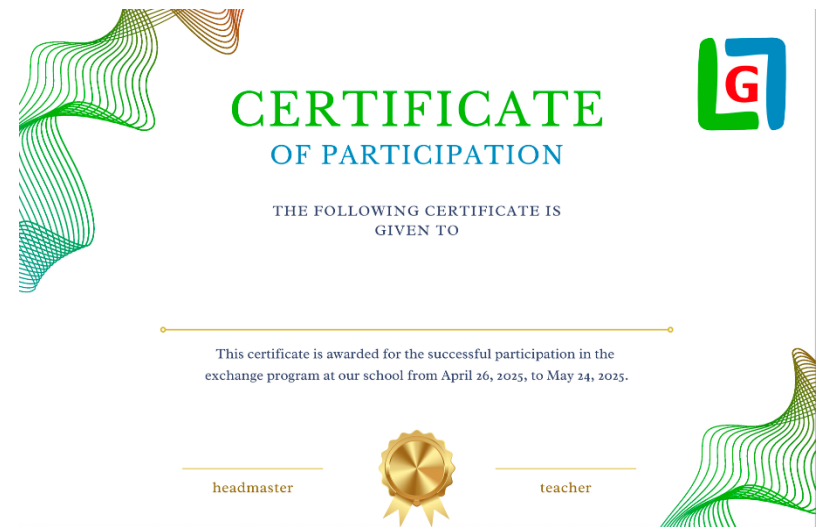 G
CERTIFICATE
OF PARTICIPATION
THE FOLLOWING CERTIFICATE IS
GIVEN TO
This certificate is awarded for the successful participation in the
exchange program at our school from April 26, 2025, to May 24, 2025.
headmaster
teacher